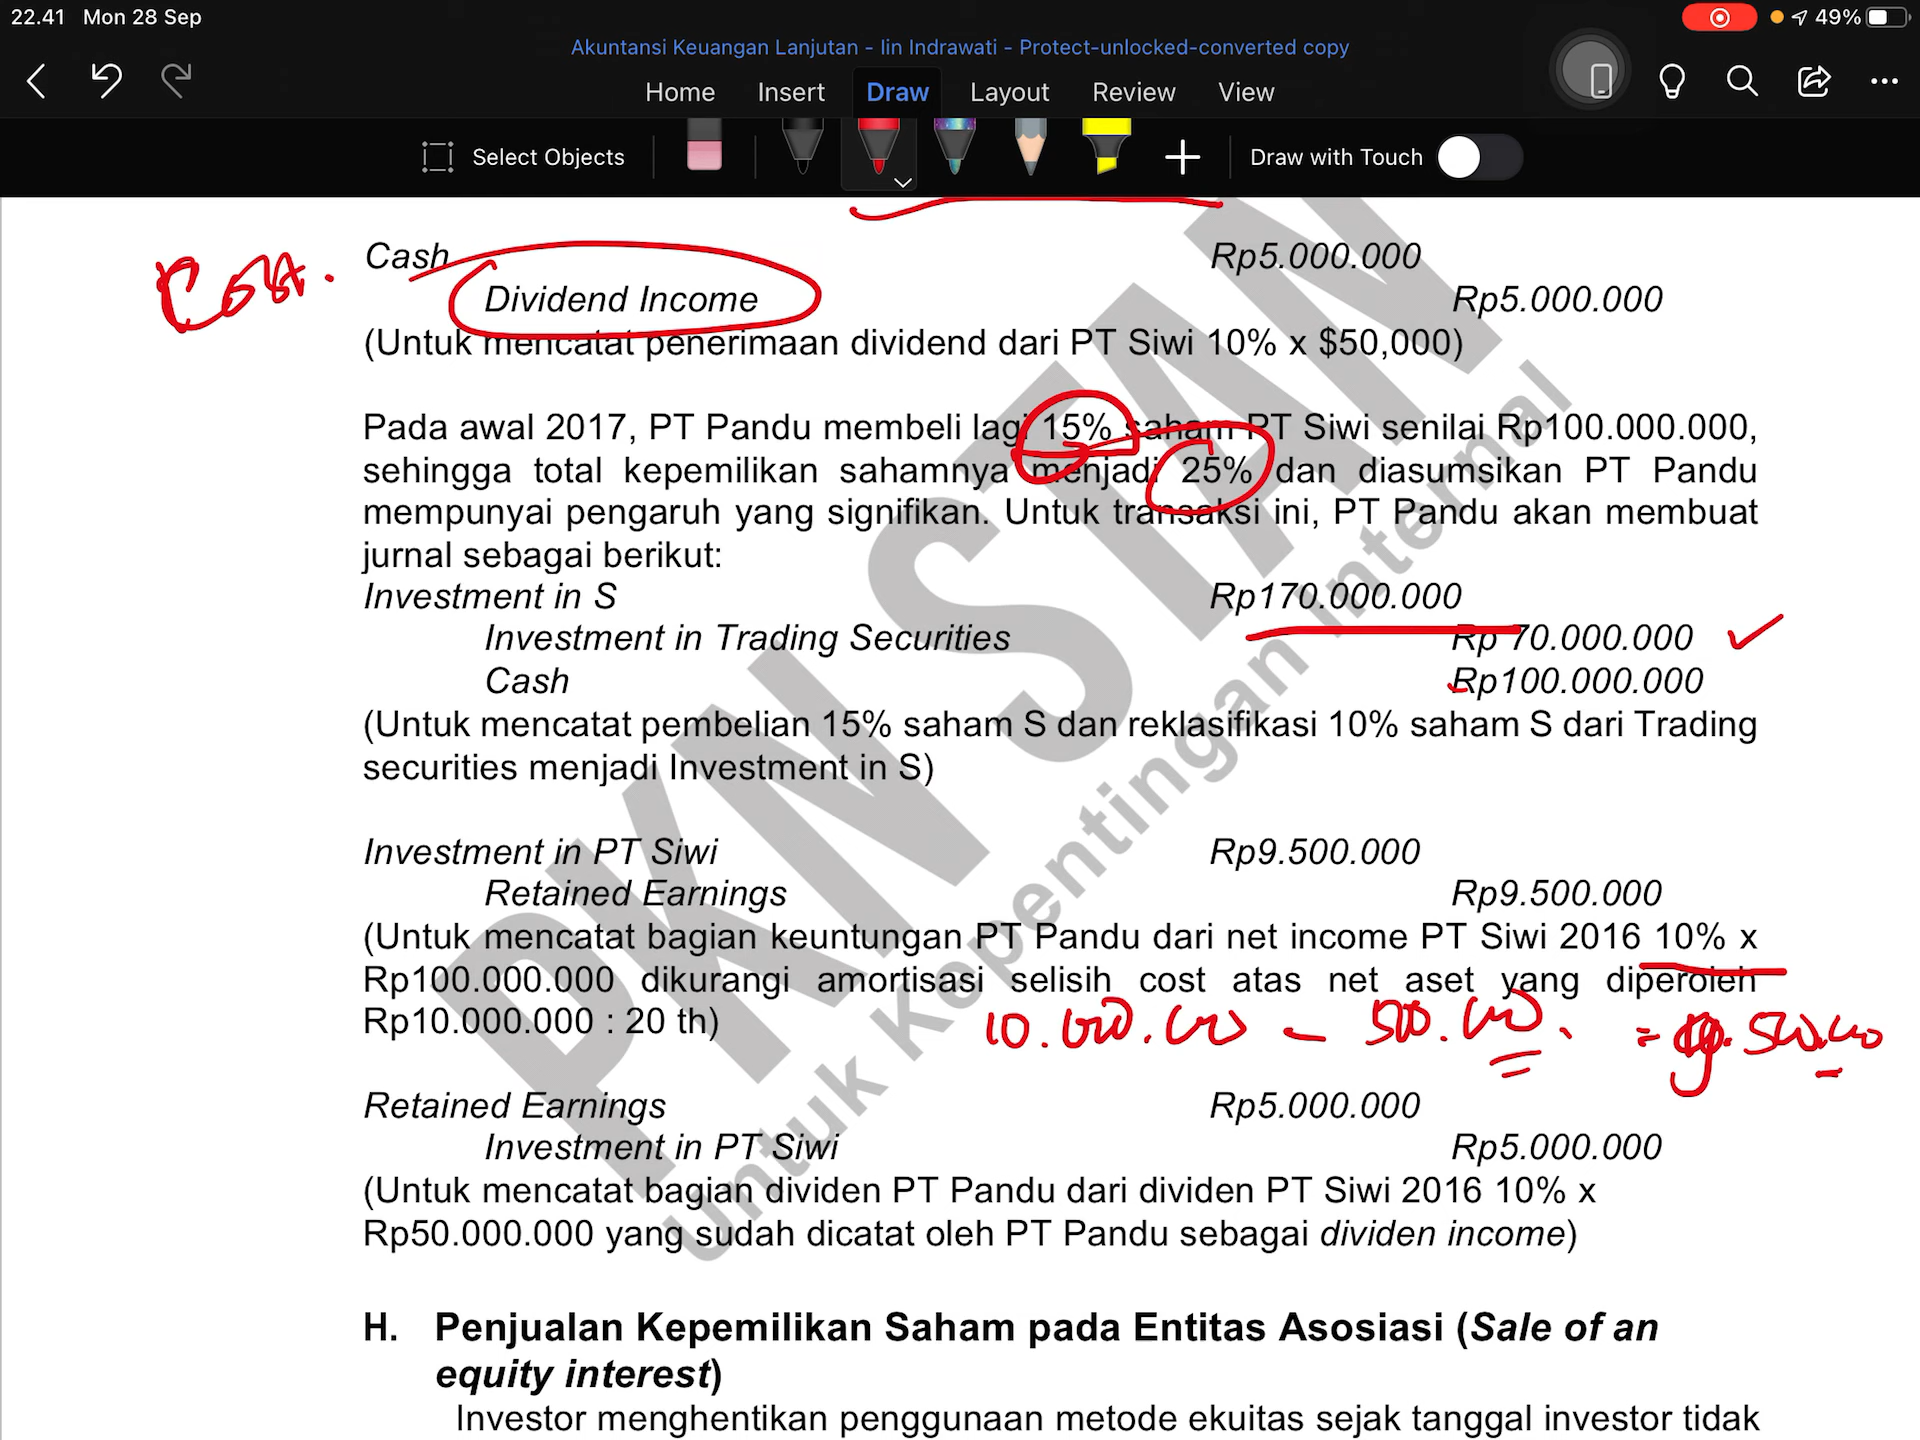 22.41 Mon 28 Sep
49%
Akuntansi Keuangan Lanjutan - Iin Indrawati - Protect-unlocked-converted copy
Home Insert Draw Layout Review View
Select Objects
Draw with Touch
Cost.
Cash Rp5.000.000
Dividend Income Rp5.000.000
(Untuk mencatat penerimaan dividend dari PT Siwi 10% x $50,000)
Pada awal 2017, PT Pandu membeli lagi 15% saham PT Siwi senilai Rp100.000.000,
sehingga total kepemilikan sahamnya menjadi 25% dan diasumsikan PT Pandu
mempunyai pengaruh yang signifikan. Untuk transaksi ini, PT Pandu akan membuat
jurnal sebagai berikut:
Investment in S Rp170.000.000
Investment in Trading Securities Rp 70.000.000
Cash Rp100.000.000
(Untuk mencatat pembelian 15% saham S dan reklasifikasi 10% saham S dari Trading
securities menjadi Investment in S)
Investment in PT Siwi Rp9.500.000
Retained Earnings Rp9.500.000
(Untuk mencatat bagian keuntungan PT Pandu dari net income PT Siwi 2016 10% x
Rp100.000.000 dikurangi amortisasi selisih cost atas net aset yang diperoleh
Rp10.000.000 : 20 th)
10.000.000 - 500.000. = 9.500.000
Retained Earnings Rp5.000.000
Investment in PT Siwi Rp5.000.000
(Untuk mencatat bagian dividen PT Pandu dari dividen PT Siwi 2016 10% x
Rp50.000.000 yang sudah dicatat oleh PT Pandu sebagai dividen income)
H. Penjualan Kepemilikan Saham pada Entitas Asosiasi (Sale of an
equity interest)
Investor menghentikan penggunaan metode ekuitas sejak tanggal investor tidak
PKN STAN
Untuk Kepentingan Internal